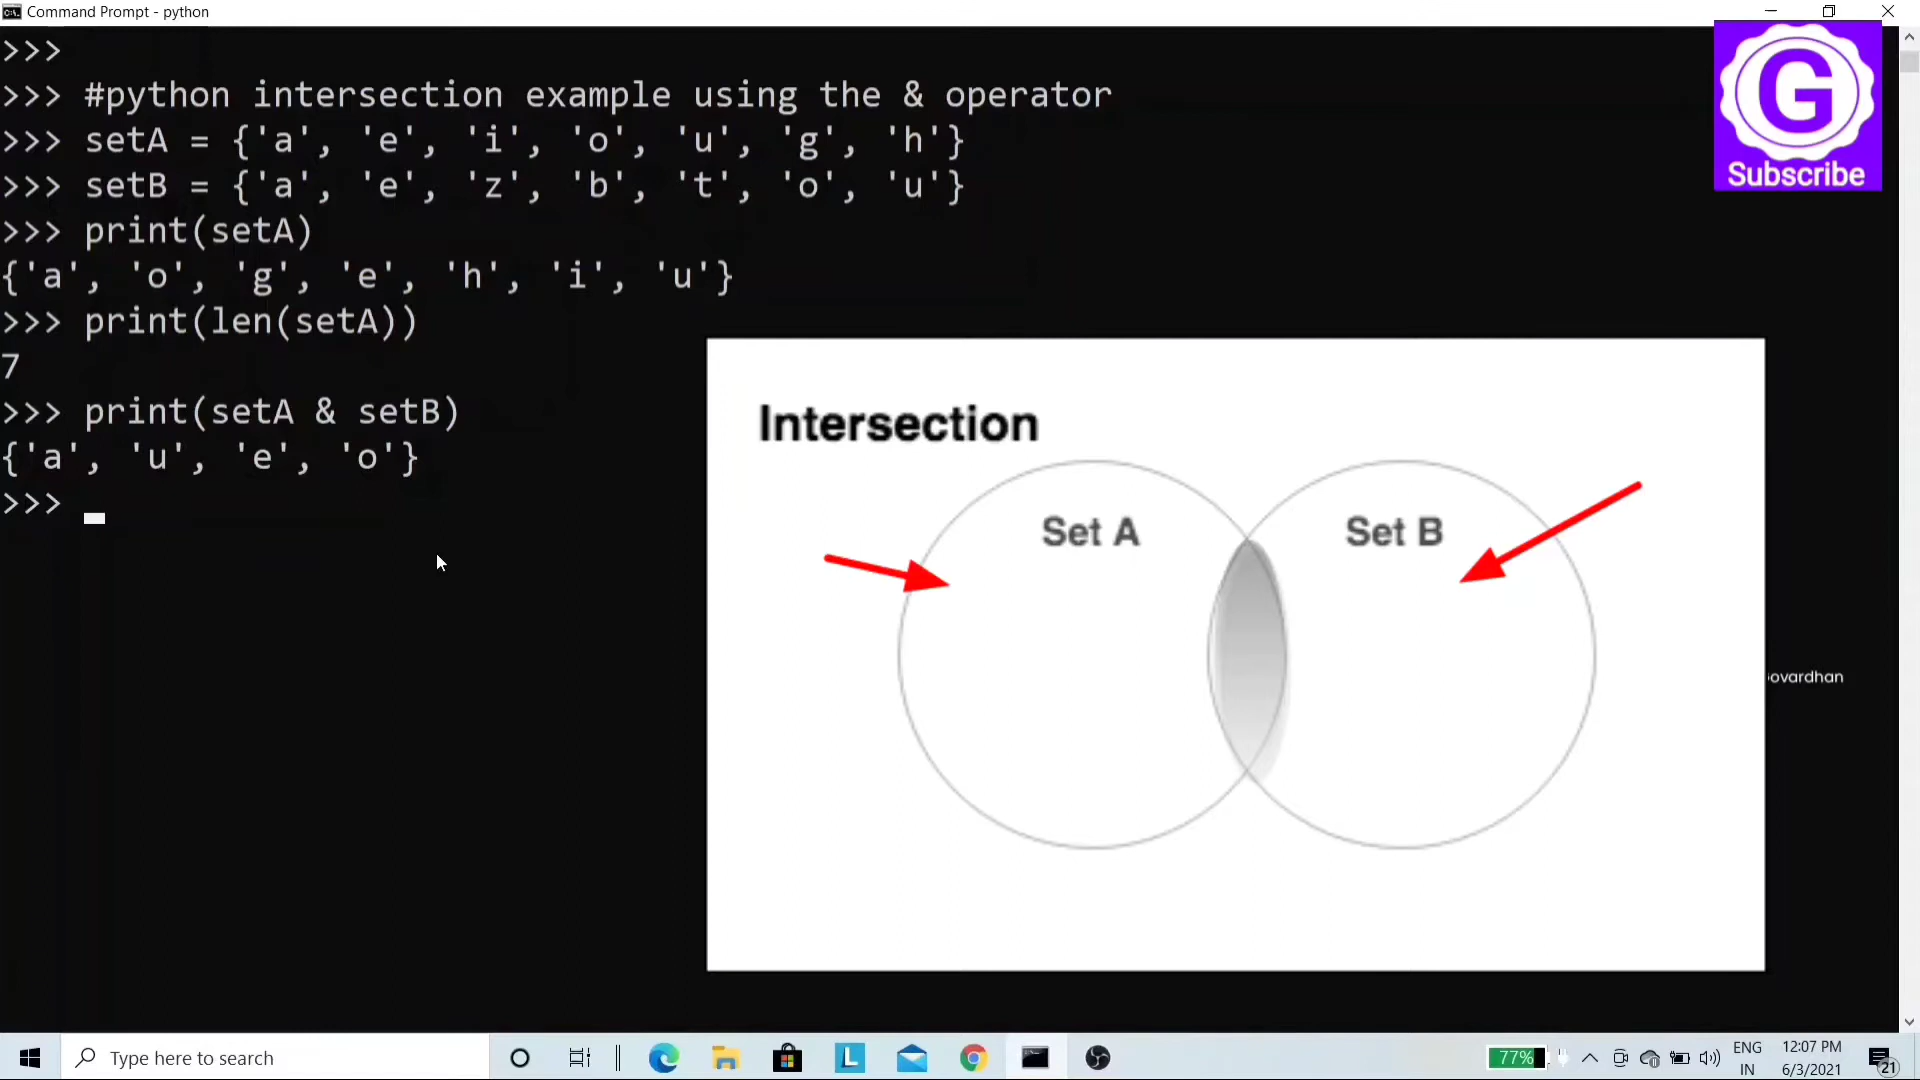 Command Prompt - python
>>>
>>> #python intersection example using the & operator
>>> setA = {'a', 'e', 'i', 'o', 'u', 'g', 'h'}
>>> setB = {'a', 'e', 'z', 'b', 't', 'o', 'u'}
>>> print(setA)
{'a', 'o', 'g', 'e', 'h', 'i', 'u'}
>>> print(len(setA))
7
>>> print(setA & setB)
{'a', 'u', 'e', 'o'}
>>>
G
Subscribe
Intersection
Set A
Set B
ovardhan
Type here to search
L
77%
ENG
IN
12:07 PM
6/3/2021
21